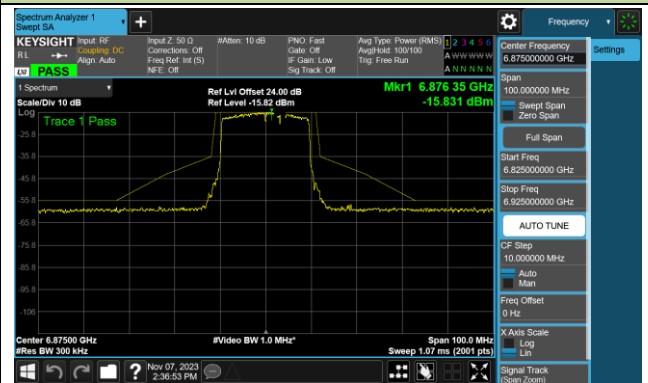 Spectrum Analyzer 1
Swept SA
+
Frequency
KEYSIGHT
Input: RF
Input Z: 50 Ω
#Atten: 10 dB
PNO: Fast
Avg Type: Power (RMS)
1 2 3 4 5 6
RL
Coupling: DC
Corrections: Off
Gate: Off
Avg|Hold: 100/100
A W W W W W
Align: Auto
Freq Ref: Int (S)
IF Gain: Low
Trig: Free Run
LXI
PASS
NFE: Off
Sig Track: Off
A N N N N N
Center Frequency
6.875000000 GHz
Settings
1 Spectrum
Ref Lvl Offset 24.00 dB
Mkr1 6.876 35 GHz
Scale/Div 10 dB
Ref Level -15.82 dBm
-15.831 dBm
Span
100.000000 MHz
Swept Span
Zero Span
Log
Trace 1 Pass
1
-25.8
-35.8
-45.8
-55.8
-65.8
-75.8
-85.8
-95.8
-106
Full Span
Start Freq
6.825000000 GHz
Stop Freq
6.925000000 GHz
AUTO TUNE
CF Step
10.000000 MHz
Auto
Man
Freq Offset
0 Hz
X Axis Scale
Log
Lin
Signal Track
(Span Zoom)
Center 6.87500 GHz
#Video BW 1.0 MHz*
Span 100.0 MHz
#Res BW 300 kHz
Sweep 1.07 ms (2001 pts)
?
Nov 07, 2023
2:36:53 PM